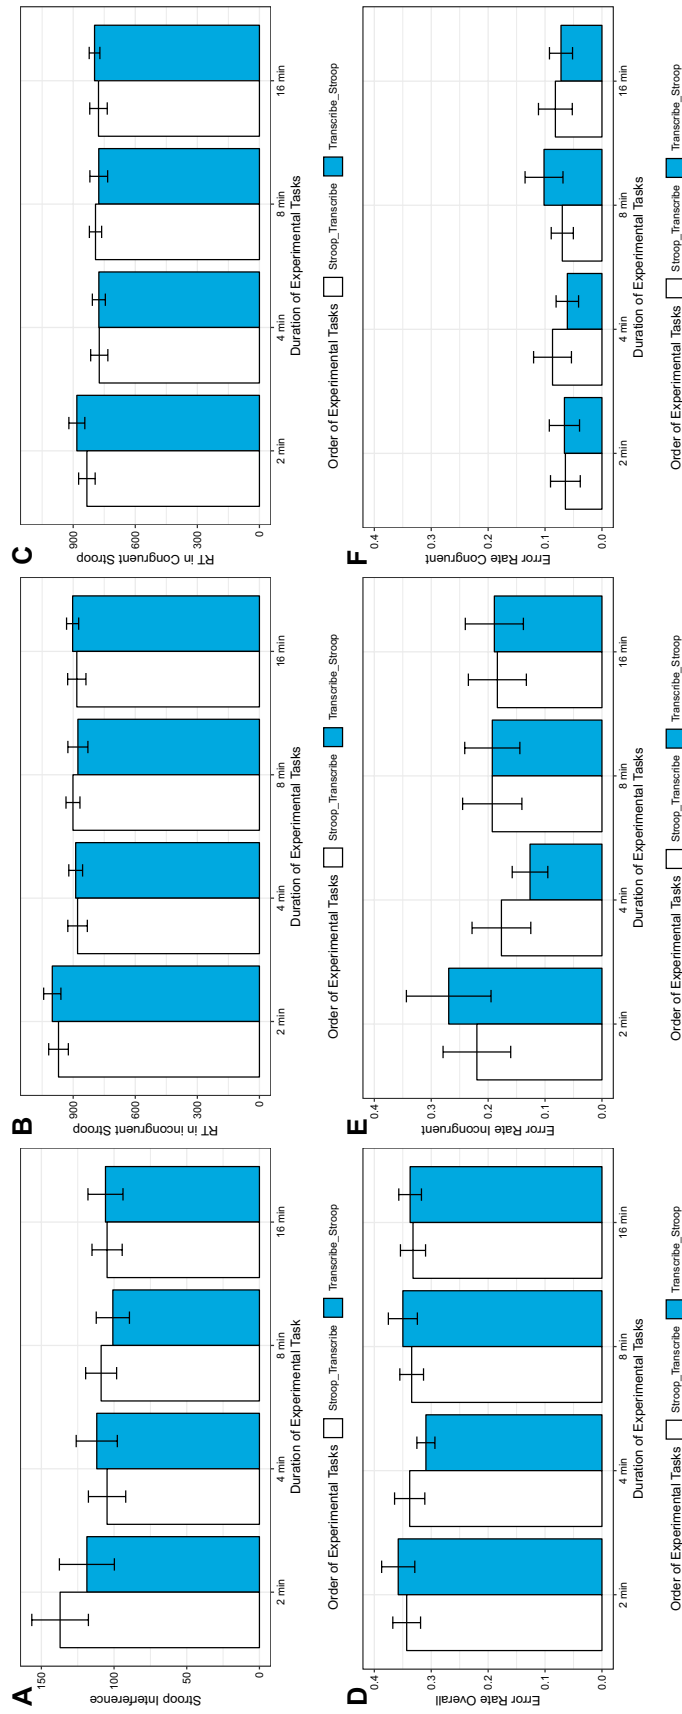 A
Stroop Interference
150
100
50
0
2 min 4 min 8 min 16 min
Duration of Experimental Task
Order of Experimental Tasks Stroop_Transcribe Transcribe_Stroop
B
RT in incongruent Stroop
900
600
300
0
2 min 4 min 8 min 16 min
Duration of Experimental Tasks
Order of Experimental Tasks Stroop_Transcribe Transcribe_Stroop
C
RT in Congruent Stroop
900
600
300
0
2 min 4 min 8 min 16 min
Duration of Experimental Tasks
Order of Experimental Tasks Stroop_Transcribe Transcribe_Stroop
D
Error Rate Overall
0.4
0.3
0.2
0.1
0.0
2 min 4 min 8 min 16 min
Duration of Experimental Tasks
Order of Experimental Tasks Stroop_Transcribe Transcribe_Stroop
E
Error Rate Incongruent
0.4
0.3
0.2
0.1
0.0
2 min 4 min 8 min 16 min
Duration of Experimental Tasks
Order of Experimental Tasks Stroop_Transcribe Transcribe_Stroop
F
Error Rate Congruent
0.4
0.3
0.2
0.1
0.0
2 min 4 min 8 min 16 min
Duration of Experimental Tasks
Order of Experimental Tasks Stroop_Transcribe Transcribe_Stroop